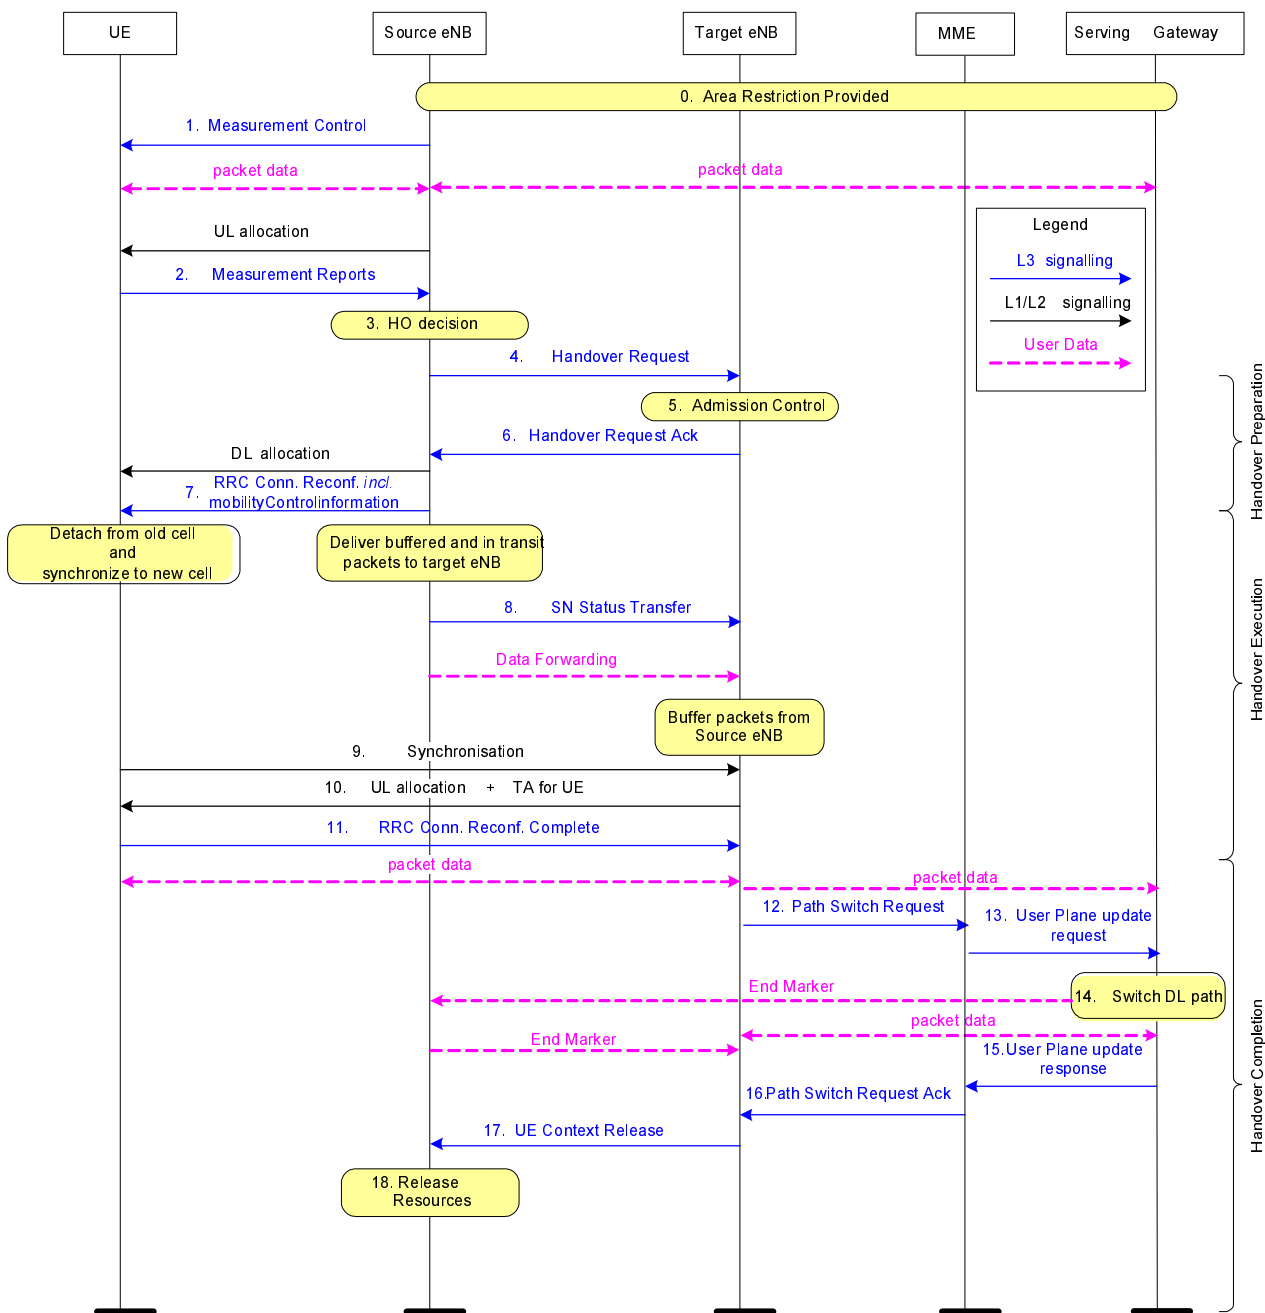 UE
Source eNB
Target eNB
MME
Serving Gateway
0. Area Restriction Provided
1. Measurement Control
packet data
packet data
UL allocation
Legend
L3 signalling
L1/L2 signalling
User Data
2. Measurement Reports
3. HO decision
4. Handover Request
5. Admission Control
6. Handover Request Ack
DL allocation
7. RRC Conn. Reconf. incl.
mobilityControlinformation
Handover Preparation
Detach from old cell
and
synchronize to new cell
Deliver buffered and in transit
packets to target eNB
8. SN Status Transfer
Data Forwarding
Buffer packets from
Source eNB
9. Synchronisation
10. UL allocation + TA for UE
11. RRC Conn. Reconf. Complete
Handover Execution
packet data
packet data
12. Path Switch Request
13. User Plane update
request
End Marker
14. Switch DL path
packet data
End Marker
15.User Plane update
response
16.Path Switch Request Ack
17. UE Context Release
18. Release
Resources
Handover Completion